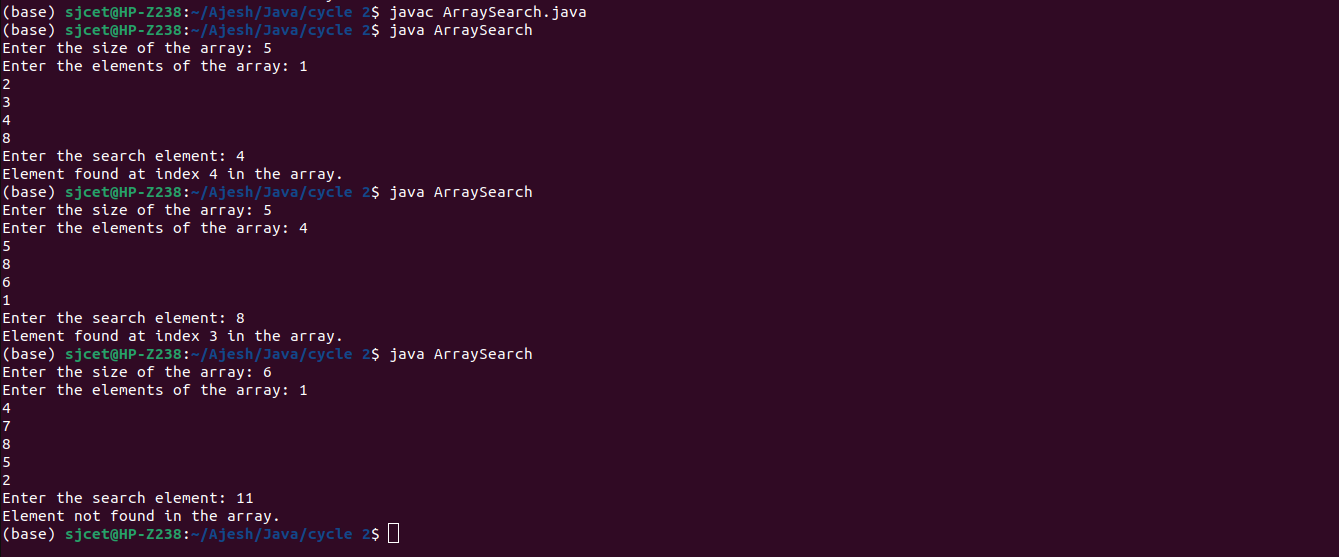 (base) sjcet@HP-Z238:~/Ajesh/Java/cycle 2$ javac ArraySearch.java
(base) sjcet@HP-Z238:~/Ajesh/Java/cycle 2$ java ArraySearch
Enter the size of the array: 5
Enter the elements of the array: 1
2
3
4
8
Enter the search element: 4
Element found at index 4 in the array.
(base) sjcet@HP-Z238:~/Ajesh/Java/cycle 2$ java ArraySearch
Enter the size of the array: 5
Enter the elements of the array: 4
5
8
6
1
Enter the search element: 8
Element found at index 3 in the array.
(base) sjcet@HP-Z238:~/Ajesh/Java/cycle 2$ java ArraySearch
Enter the size of the array: 6
Enter the elements of the array: 1
4
7
8
5
2
Enter the search element: 11
Element not found in the array.
(base) sjcet@HP-Z238:~/Ajesh/Java/cycle 2$